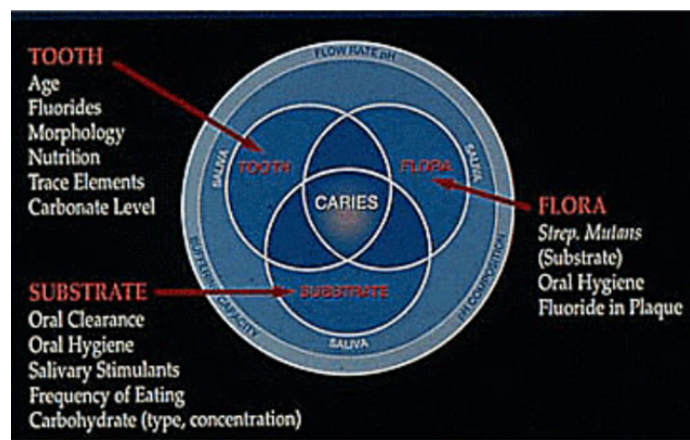 TOOTH
Age
Fluorides
Morphology
Nutrition
Trace Elements
Carbonate Level
SUBSTRATE
Oral Clearance
Oral Hygiene
Salivary Stimulants
Frequency of Eating
Carbohydrate (type, concentration)
FLOW RATE pH
SALIVA
TOOTH
FLORA
SALIVA
CARIES
SUBSTRATE
BUFFERING CAPACITY
pH COMPOSITION
SALIVA
FLORA
Strep. Mutans
(Substrate)
Oral Hygiene
Fluoride in Plaque